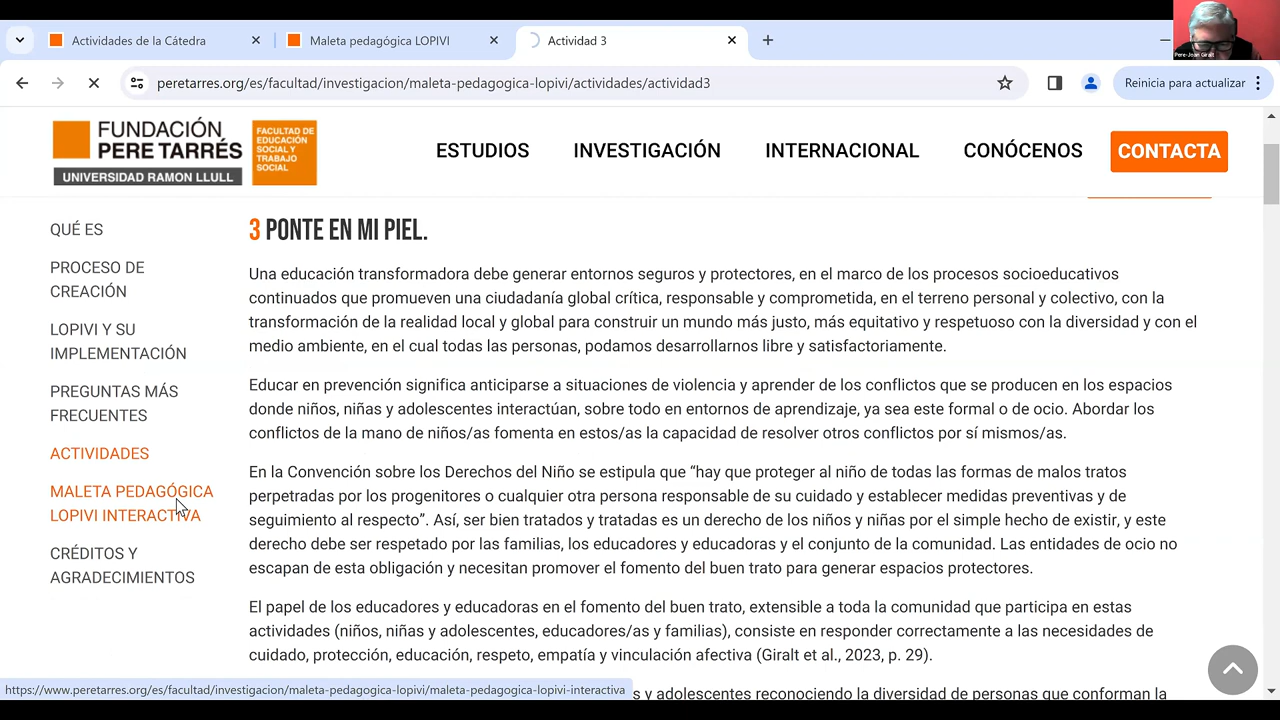 Actividades de la Cátedra
Maleta pedagógica LOPIVI
Actividad 3
Pere-Joan Giralt
peretarres.org/es/facultad/investigacion/maleta-pedagogica-lopivi/actividades/actividad3
Reinicia para actualizar
FUNDACIÓN
PERE TARRÉS
UNIVERSIDAD RAMON LLULL
FACULTAD DE
EDUCACIÓN
SOCIAL Y
TRABAJO
SOCIAL
ESTUDIOS
INVESTIGACIÓN
INTERNACIONAL
CONÓCENOS
CONTACTA
QUÉ ES
PROCESO DE
CREACIÓN
LOPIVI Y SU
IMPLEMENTACIÓN
PREGUNTAS MÁS
FRECUENTES
ACTIVIDADES
MALETA PEDAGÓGICA
LOPIVI INTERACTIVA
CRÉDITOS Y
AGRADECIMIENTOS
3 PONTE EN MI PIEL.
Una educación transformadora debe generar entornos seguros y protectores, en el marco de los procesos socioeducativos
continuados que promueven una ciudadanía global crítica, responsable y comprometida, en el terreno personal y colectivo, con la
transformación de la realidad local y global para construir un mundo más justo, más equitativo y respetuoso con la diversidad y con el
medio ambiente, en el cual todas las personas, podamos desarrollarnos libre y satisfactoriamente.
Educar en prevención significa anticiparse a situaciones de violencia y aprender de los conflictos que se producen en los espacios
donde niños, niñas y adolescentes interactúan, sobre todo en entornos de aprendizaje, ya sea este formal o de ocio. Abordar los
conflictos de la mano de niños/as fomenta en estos/as la capacidad de resolver otros conflictos por sí mismos/as.
En la Convención sobre los Derechos del Niño se estipula que “hay que proteger al niño de todas las formas de malos tratos
perpetradas por los progenitores o cualquier otra persona responsable de su cuidado y establecer medidas preventivas y de
seguimiento al respecto”. Así, ser bien tratados y tratadas es un derecho de los niños y niñas por el simple hecho de existir, y este
derecho debe ser respetado por las familias, los educadores y educadoras y el conjunto de la comunidad. Las entidades de ocio no
escapan de esta obligación y necesitan promover el fomento del buen trato para generar espacios protectores.
El papel de los educadores y educadoras en el fomento del buen trato, extensible a toda la comunidad que participa en estas
actividades (niños, niñas y adolescentes, educadores/as y familias), consiste en responder correctamente a las necesidades de
cuidado, protección, educación, respeto, empatía y vinculación afectiva (Giralt et al., 2023, p. 29).
s y adolescentes reconociendo la diversidad de personas que conforman la
https://www.peretarres.org/es/facultad/investigacion/maleta-pedagogica-lopivi/maleta-pedagogica-lopivi-interactiva